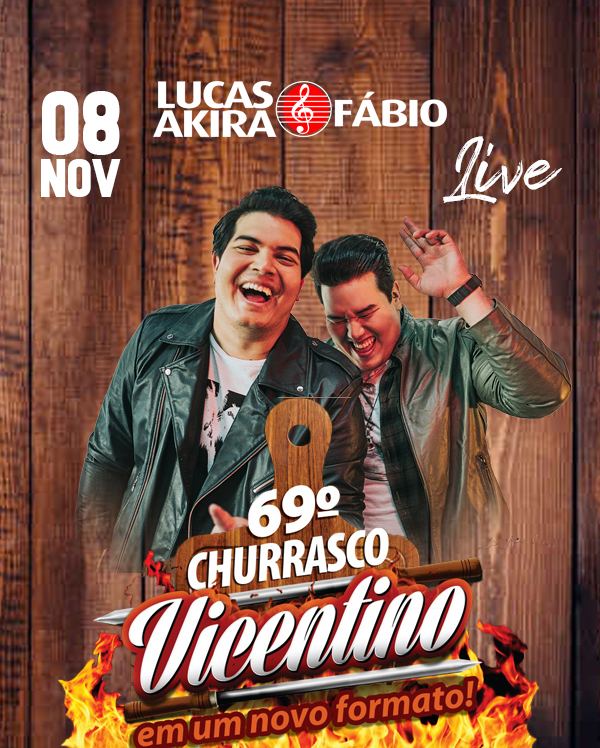 08
NOV
LUCAS
AKIRA
FÁBIO
Live
69º
CHURRASCO
Vicentino
em um novo formato!